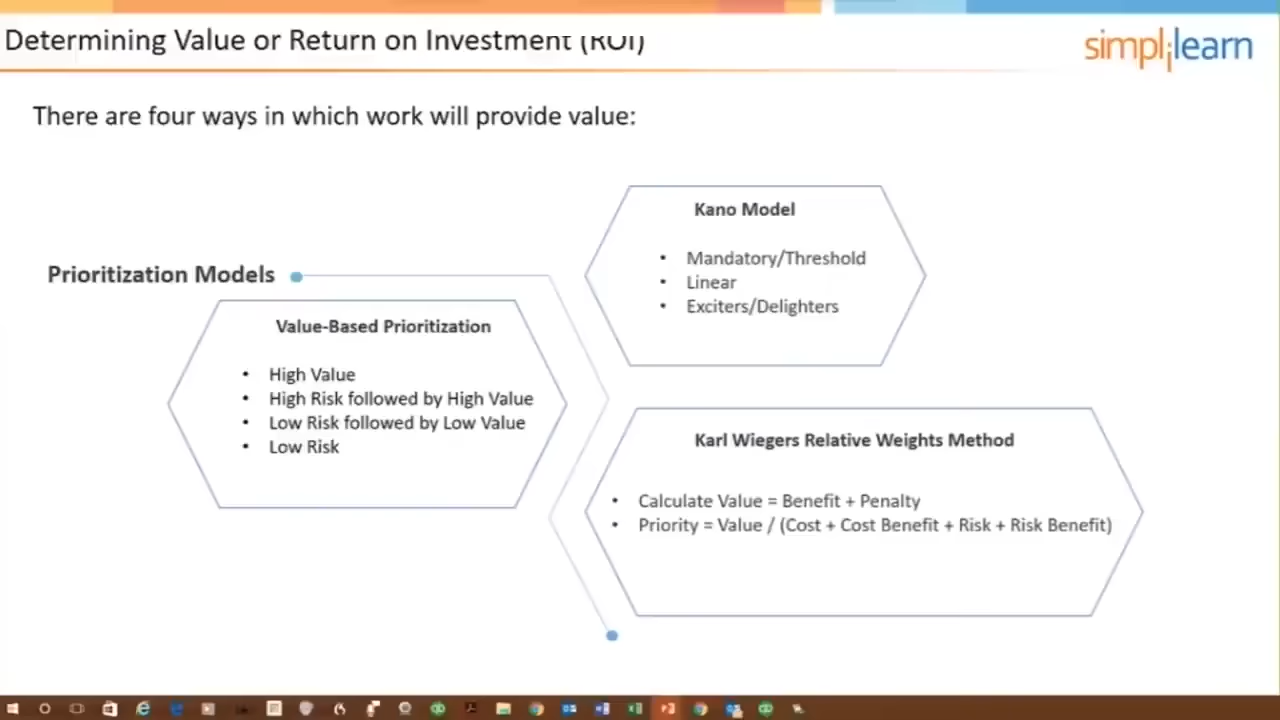 Determining Value or Return on Investment (ROI)
simplilearn
There are four ways in which work will provide value:
Prioritization Models
Value-Based Prioritization
• High Value
• High Risk followed by High Value
• Low Risk followed by Low Value
• Low Risk
Kano Model
• Mandatory/Threshold
• Linear
• Exciters/Delighters
Karl Wiegers Relative Weights Method
• Calculate Value = Benefit + Penalty
• Priority = Value / (Cost + Cost Benefit + Risk + Risk Benefit)